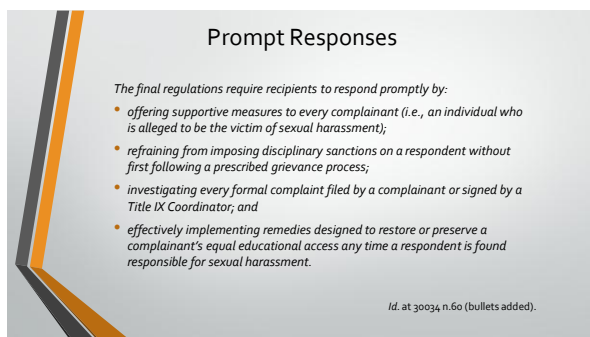 Prompt Responses
The final regulations require recipients to respond promptly by:
• offering supportive measures to every complainant (i.e., an individual who
is alleged to be the victim of sexual harassment);
• refraining from imposing disciplinary sanctions on a respondent without
first following a prescribed grievance process;
• investigating every formal complaint filed by a complainant or signed by a
Title IX Coordinator; and
• effectively implementing remedies designed to restore or preserve a
complainant's equal educational access any time a respondent is found
responsible for sexual harassment.
Id. at 30034 n.60 (bullets added).